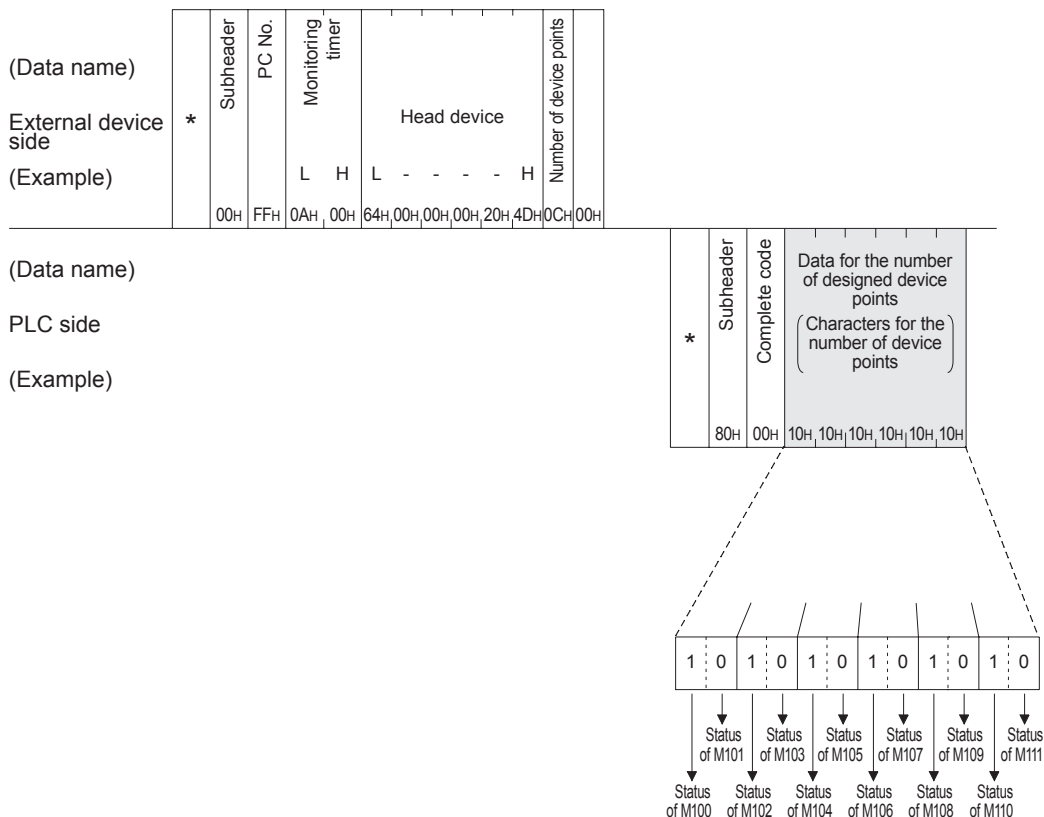 (Data name)
External device
side
(Example)
*
Subheader
PC No.
Monitoring
timer
Head device
Number of device points
L H L - - - - H
00H FFH 0AH 00H 64H 00H 00H 00H 20H 4DH 0CH 00H
(Data name)
PLC side
(Example)
*
Subheader
Complete code
Data for the number
of designed device
points
(Characters for the
number of device
points)
80H 00H 10H 10H 10H 10H 10H 10H
1 0 1 0 1 0 1 0 1 0 1 0
Status Status Status Status Status Status
of M101 of M103 of M105 of M107 of M109 of M111
Status Status Status Status Status Status
of M100 of M102 of M104 of M106 of M108 of M110